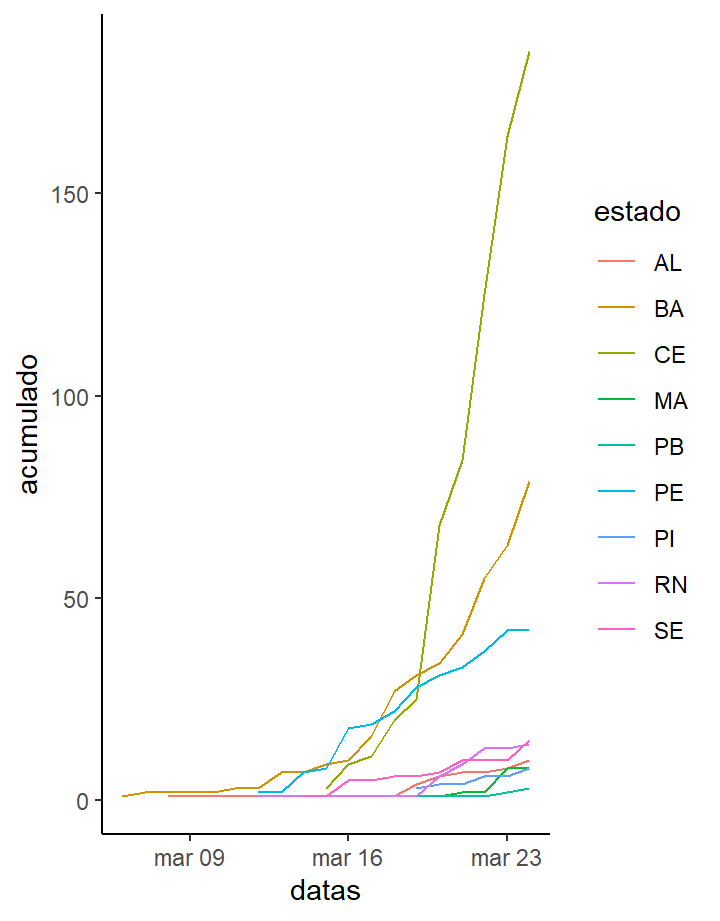 acumulado
150
100
50
0
mar 09
mar 16
mar 23
datas
estado
AL
BA
CE
MA
PB
PE
PI
RN
SE